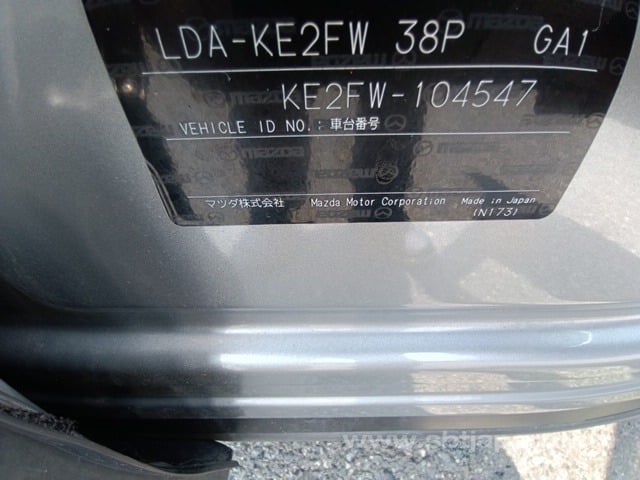 LDA-KE2FW 38P GA1
KE2FW-104547
VEHICLE ID NO.: 車台番号
マツダ株式会社 Mazda Motor Corporation Made in Japan
(N173)